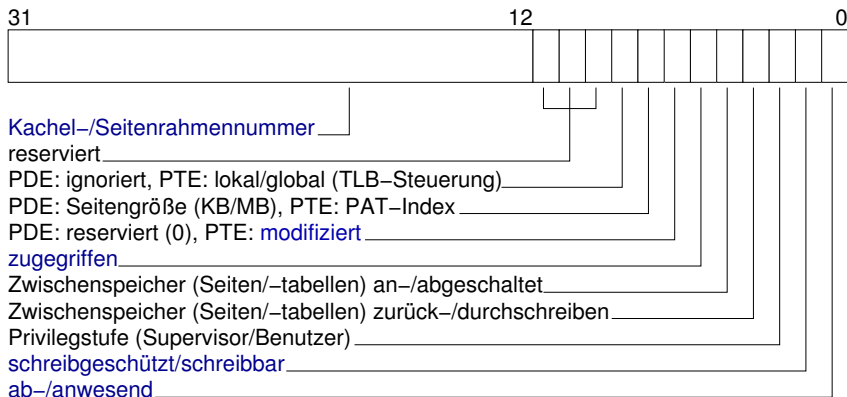 31 12 0
Kachel–/Seitenrahmennummer
reserviert
PDE: ignoriert, PTE: lokal/global (TLB–Steuerung)
PDE: Seitengröße (KB/MB), PTE: PAT–Index
PDE: reserviert (0), PTE: modifiziert
zugegriffen
Zwischenspeicher (Seiten/–tabellen) an–/abgeschaltet
Zwischenspeicher (Seiten/–tabellen) zurück–/durchschreiben
Privilegstufe (Supervisor/Benutzer)
schreibgeschützt/schreibbar
ab–/anwesend